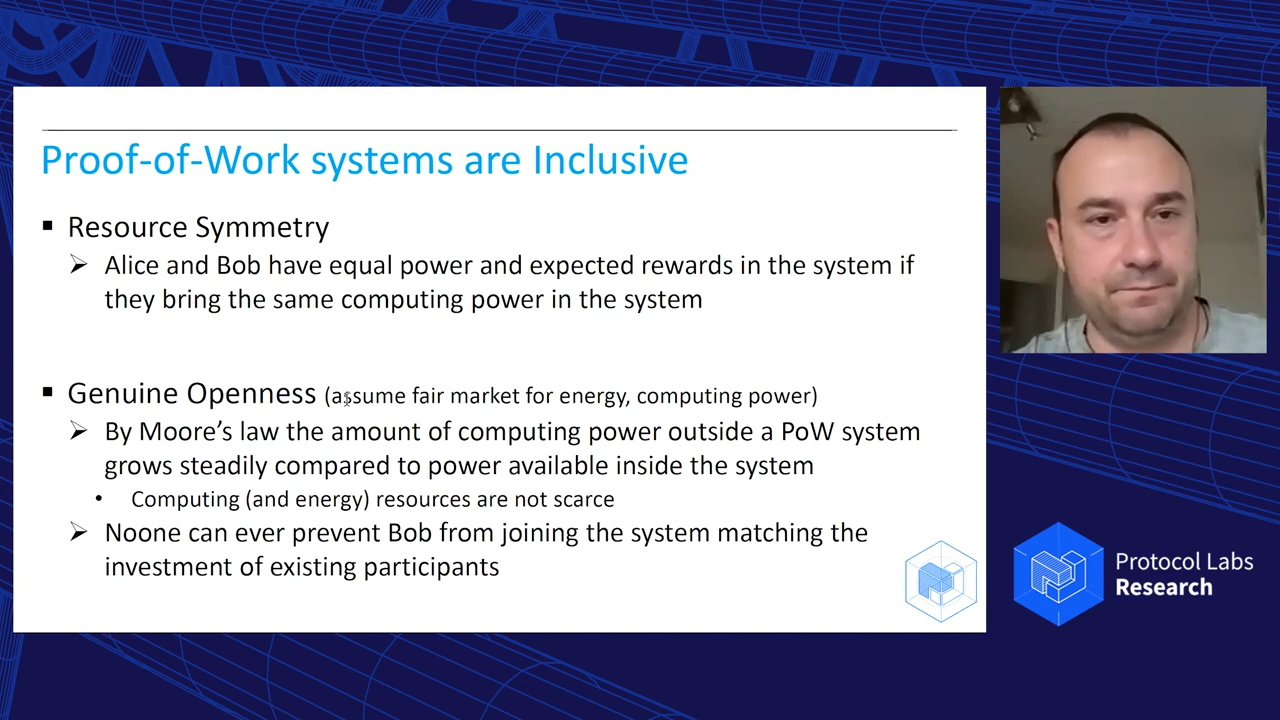 Proof-of-Work systems are Inclusive
▪ Resource Symmetry
➢ Alice and Bob have equal power and expected rewards in the system if
they bring the same computing power in the system
▪ Genuine Openness (assume fair market for energy, computing power)
➢ By Moore’s law the amount of computing power outside a PoW system
grows steadily compared to power available inside the system
• Computing (and energy) resources are not scarce
➢ Noone can ever prevent Bob from joining the system matching the
investment of existing participants
Protocol Labs
Research